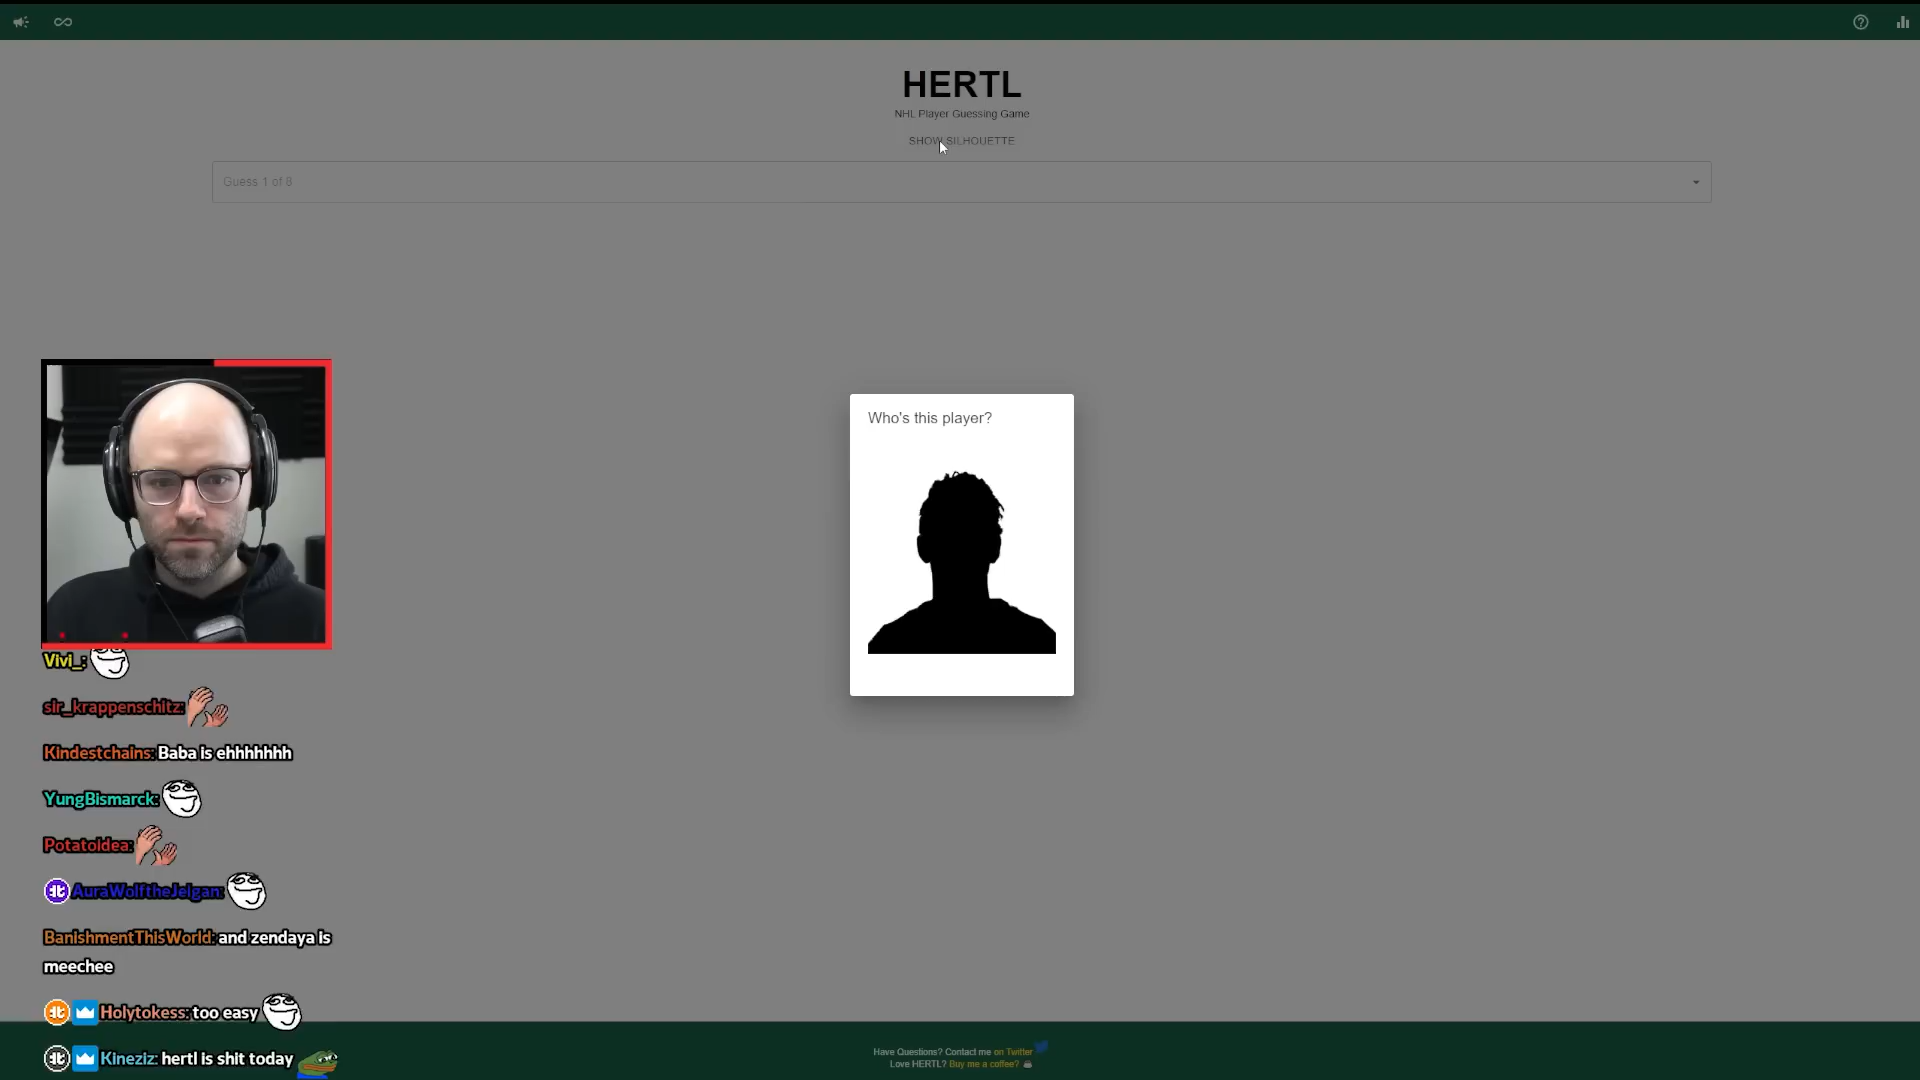 HERTL
NHL Player Guessing Game
SHOW SILHOUETTE
Guess 1 of 8
Who's this player?
Vivi_:
sir_krappenschitz:
Kindestchains: Baba is ehhhhhhh
YungBismarck:
PotatoIdea:
AuraWolftheJelgan:
BanishmentThisWorld: and zendaya is
meechee
Holytokess: too easy
Kineziz: hertl is shit today
Have Questions? Contact me on Twitter
Love HERTL? Buy me a coffee?